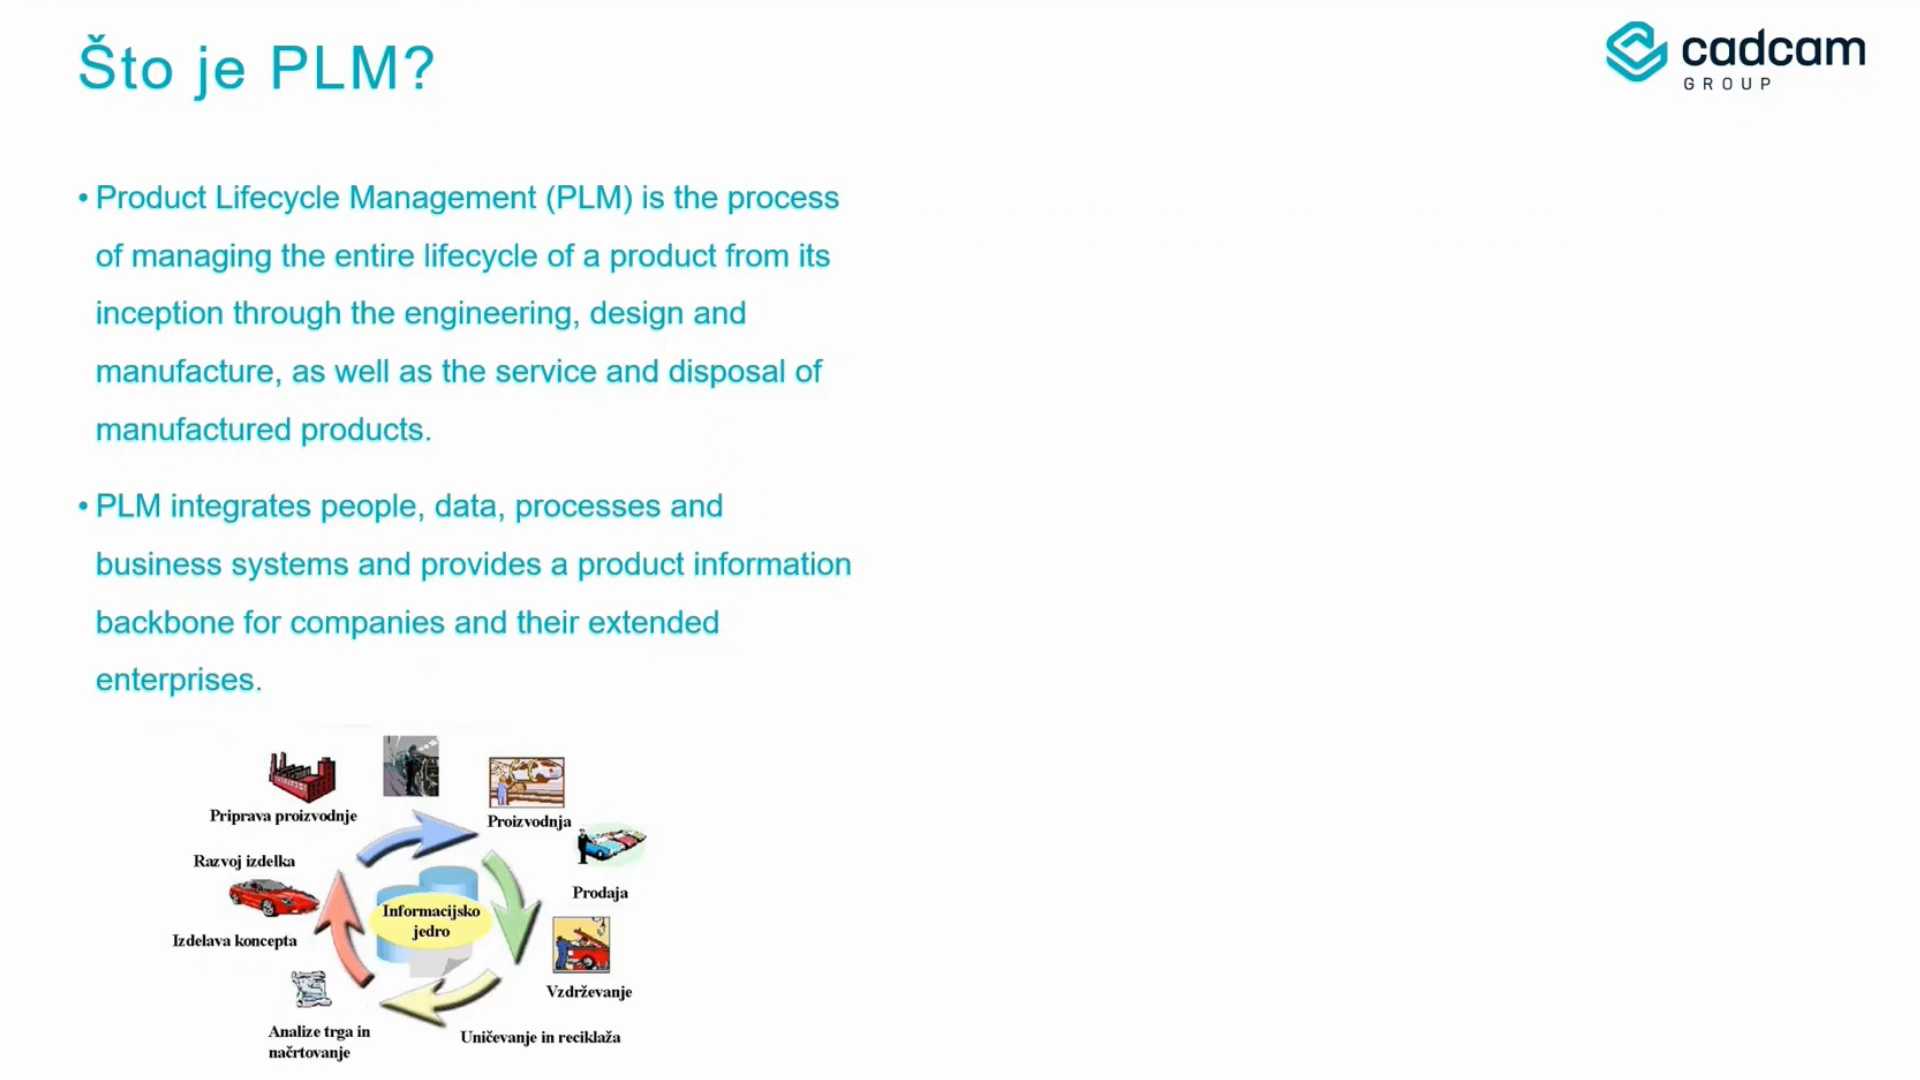 Što je PLM?
cadcam
GROUP
• Product Lifecycle Management (PLM) is the process
of managing the entire lifecycle of a product from its
inception through the engineering, design and
manufacture, as well as the service and disposal of
manufactured products.
• PLM integrates people, data, processes and
business systems and provides a product information
backbone for companies and their extended
enterprises.
Priprava proizvodnje
Proizvodnja
Razvoj izdelka
Prodaja
Informacijsko
jedro
Izdelava koncepta
Vzdrževanje
Analize trga in
načrtovanje
Uničevanje in reciklaža